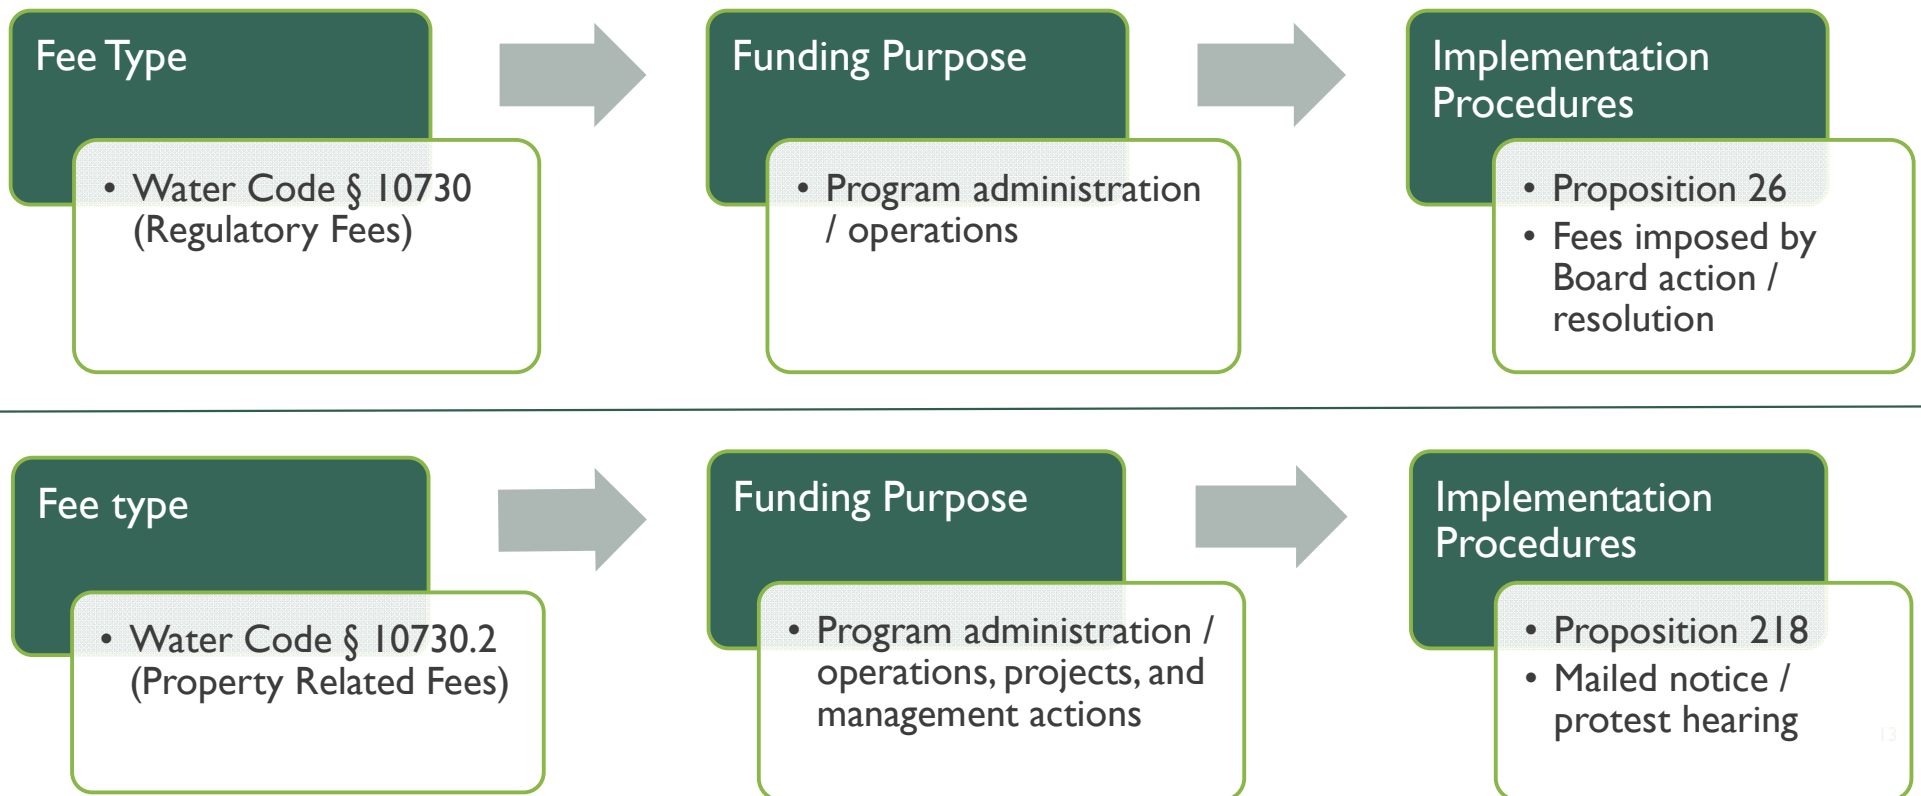 Fee Type
• Water Code § 10730
(Regulatory Fees)
Funding Purpose
• Program administration
/ operations
Implementation
Procedures
• Proposition 26
• Fees imposed by
Board action /
resolution
Fee type
• Water Code § 10730.2
(Property Related Fees)
Funding Purpose
• Program administration /
operations, projects, and
management actions
Implementation
Procedures
• Proposition 218
• Mailed notice /
protest hearing
13